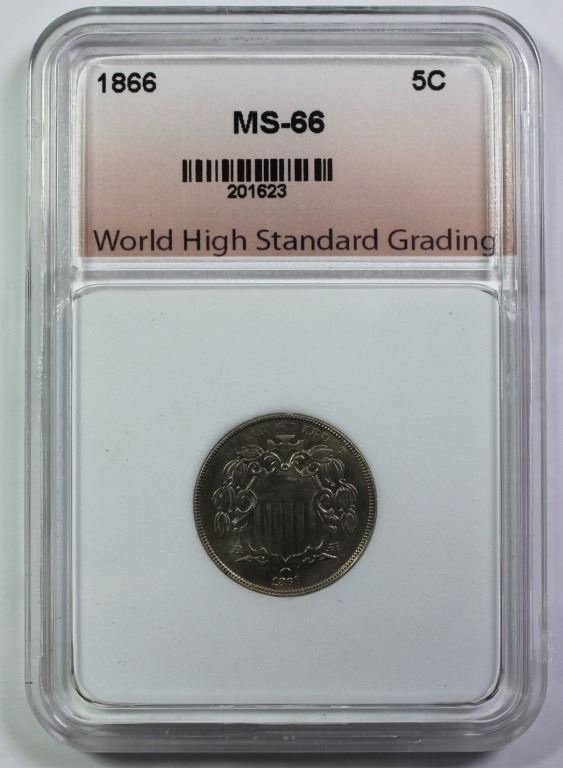 1866 5C
MS-66
201623
World High Standard Grading